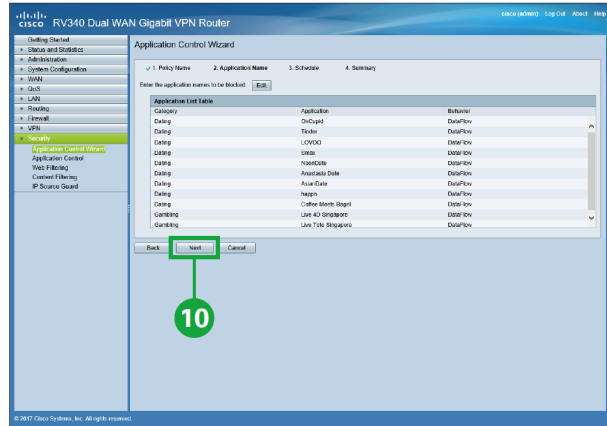 cisco RV340 Dual WAN Gigabit VPN Router
cisco (admin) Log Out About Help
Getting Started
Status and Statistics
Administration
System Configuration
WAN
QoS
LAN
Routing
Firewall
VPN
Security
Application Control Wizard
Application Control
Web Filtering
Content Filtering
IP Source Guard
Application Control Wizard
✓ 1. Policy Name 2. Application Name 3. Schedule 4. Summary
Enter the application names to be blocked Edit
Application List Table
Category Application Behavior
Dating OkCupid DataFlow
Dating Tinder DataFlow
Dating LOVOO DataFlow
Dating DataFlow
Dating NeenDate DataFlow
Dating Anastasia Date DataFlow
Dating AsianDate DataFlow
Dating happn DataFlow
Dating Coffee Meets Bagel DataFlow
Gambling Live 4D Singapore DataFlow
Gambling Live Toto Singapore DataFlow
Back Next Cancel
10
© 2017 Cisco Systems, Inc. All rights reserved.